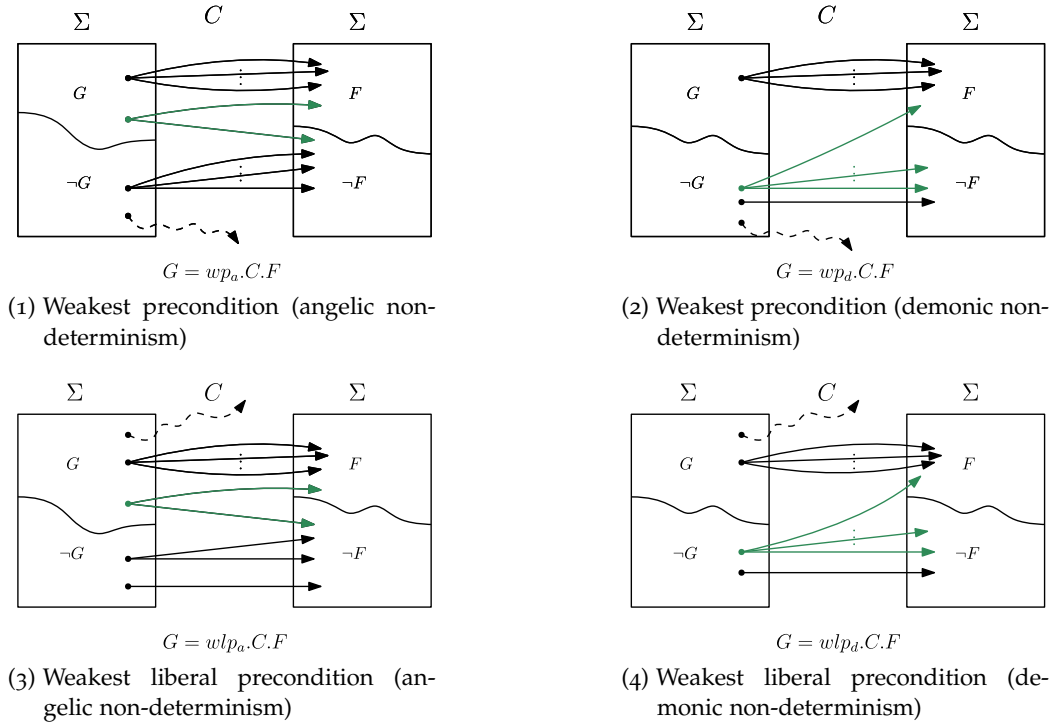 Σ C Σ
G F
¬G ¬F
⋮
⋮
G = wp_a.C.F
(1) Weakest precondition (angelic non-
determinism)
Σ C Σ
G F
¬G ¬F
⋮
⋮
G = wp_d.C.F
(2) Weakest precondition (demonic non-
determinism)
Σ C Σ
G F
¬G ¬F
⋮
G = wlp_a.C.F
(3) Weakest liberal precondition (an-
gelic non-determinism)
Σ C Σ
G F
¬G ¬F
⋮
⋮
G = wlp_d.C.F
(4) Weakest liberal precondition (de-
monic non-determinism)